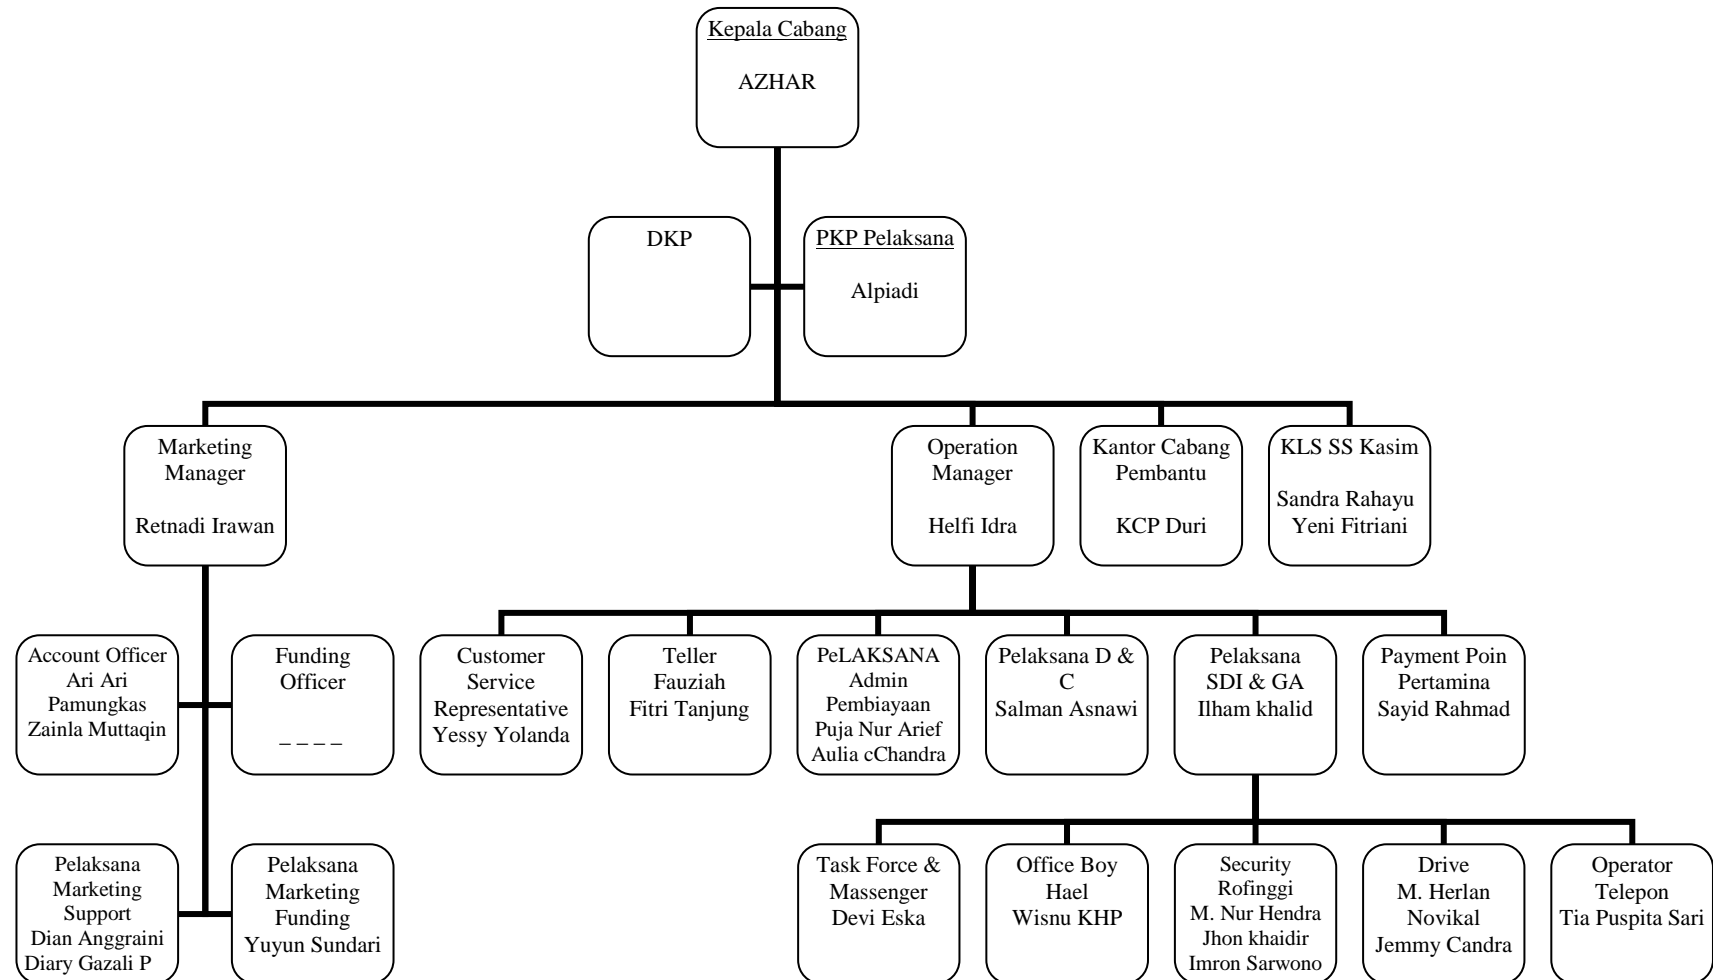 Kepala Cabang
AZHAR
DKP
PKP Pelaksana
Alpiadi
Marketing
Manager
Retnadi Irawan
Operation
Manager
Helfi Idra
Kantor Cabang
Pembantu
KCP Duri
KLS SS Kasim
Sandra Rahayu
Yeni Fitriani
Account Officer
Ari Ari
Pamungkas
Zainla Muttaqin
Funding
Officer
_ _ _ _
Customer
Service
Representative
Yessy Yolanda
Teller
Fauziah
Fitri Tanjung
PeLAKSANA
Admin
Pembiayaan
Puja Nur Arief
Aulia cChandra
Pelaksana D &
C
Salman Asnawi
Pelaksana
SDI & GA
Ilham khalid
Payment Poin
Pertamina
Sayid Rahmad
Pelaksana
Marketing
Support
Dian Anggraini
Diary Gazali P
Pelaksana
Marketing
Funding
Yuyun Sundari
Task Force &
Massenger
Devi Eska
Office Boy
Hael
Wisnu KHP
Security
Rofinggi
M. Nur Hendra
Jhon khaidir
Imron Sarwono
Drive
M. Herlan
Novikal
Jemmy Candra
Operator
Telepon
Tia Puspita Sari